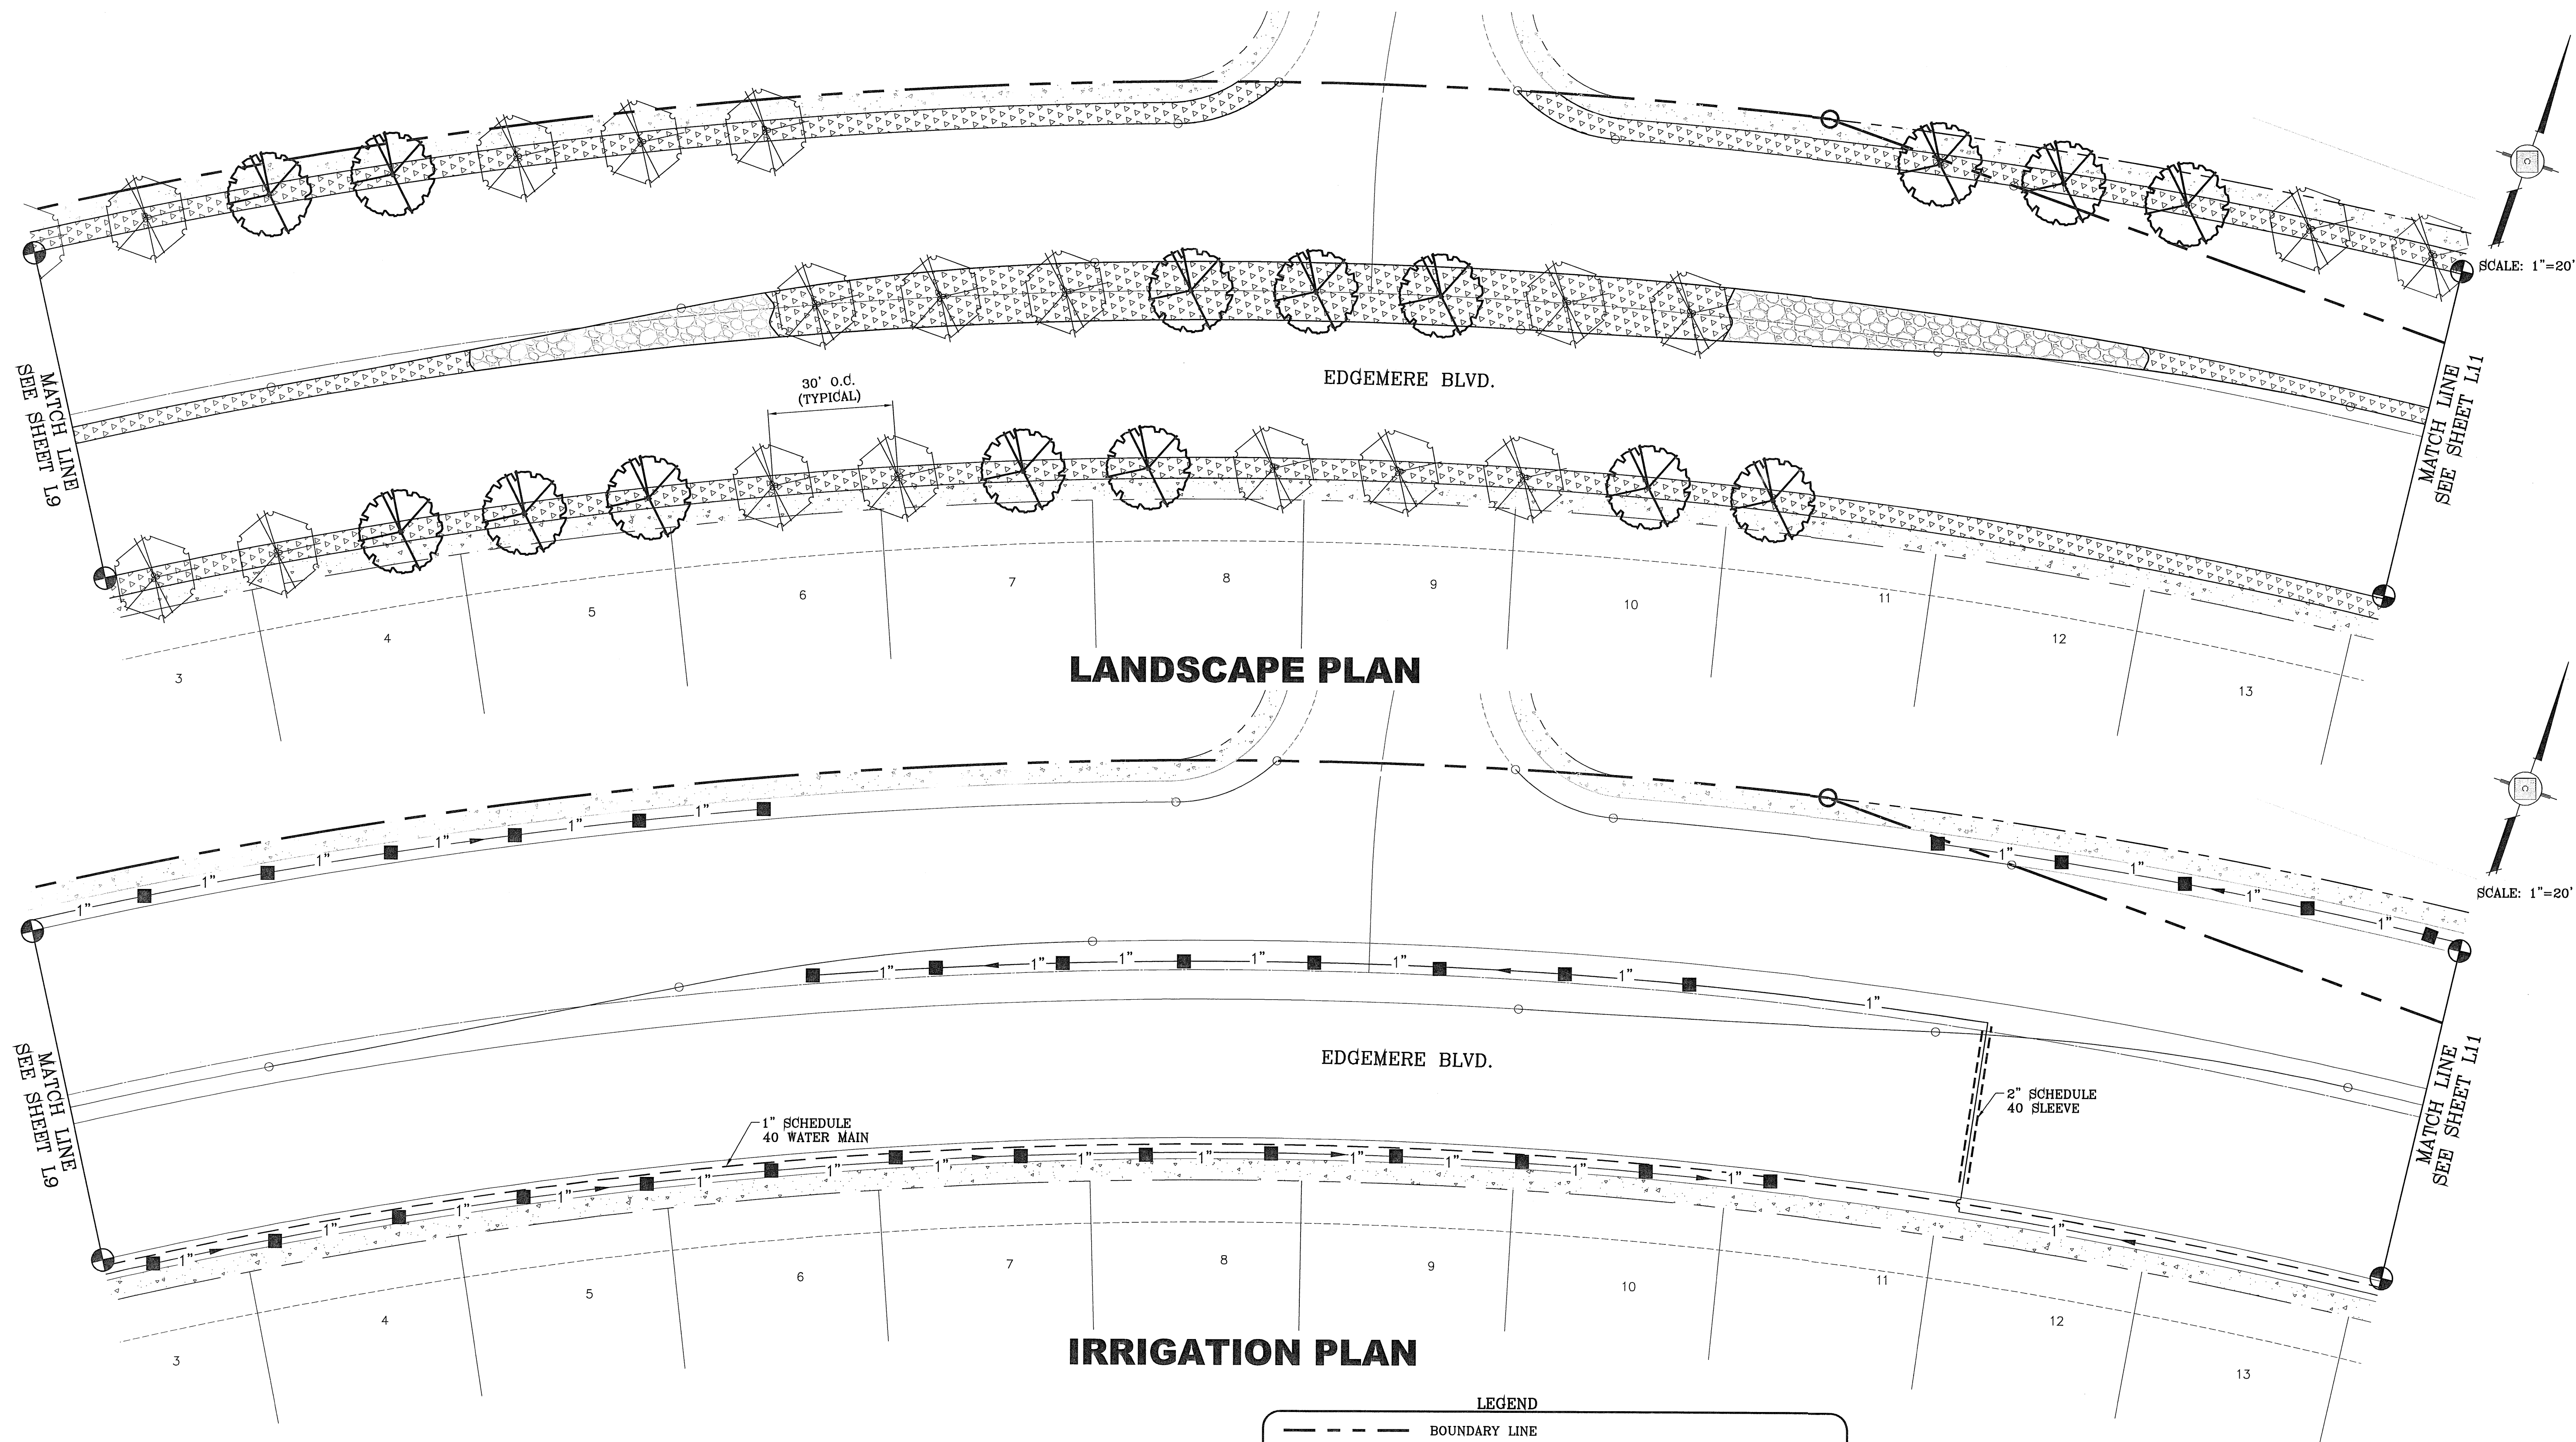 SCALE: 1"=20'
MATCH LINE
SEE SHEET L9
30' O.C.
(TYPICAL)
EDGEMERE BLVD.
MATCH LINE
SEE SHEET L11
3
4
5
6
7
8
9
10
11
12
13
LANDSCAPE PLAN
1"
1"
1"
1"
1"
1"
1"
1"
1"
1"
SCALE: 1"=20'
1"
1"
1"
1"
1"
1"
1"
1"
MATCH LINE
SEE SHEET L9
EDGEMERE BLVD.
MATCH LINE
SEE SHEET L11
2" SCHEDULE
40 SLEEVE
1" SCHEDULE
40 WATER MAIN
1"
1"
1"
1"
1"
1"
1"
1"
1"
1"
1"
1"
1"
1"
3
4
5
6
7
8
9
10
11
12
13
IRRIGATION PLAN
LEGEND
BOUNDARY LINE